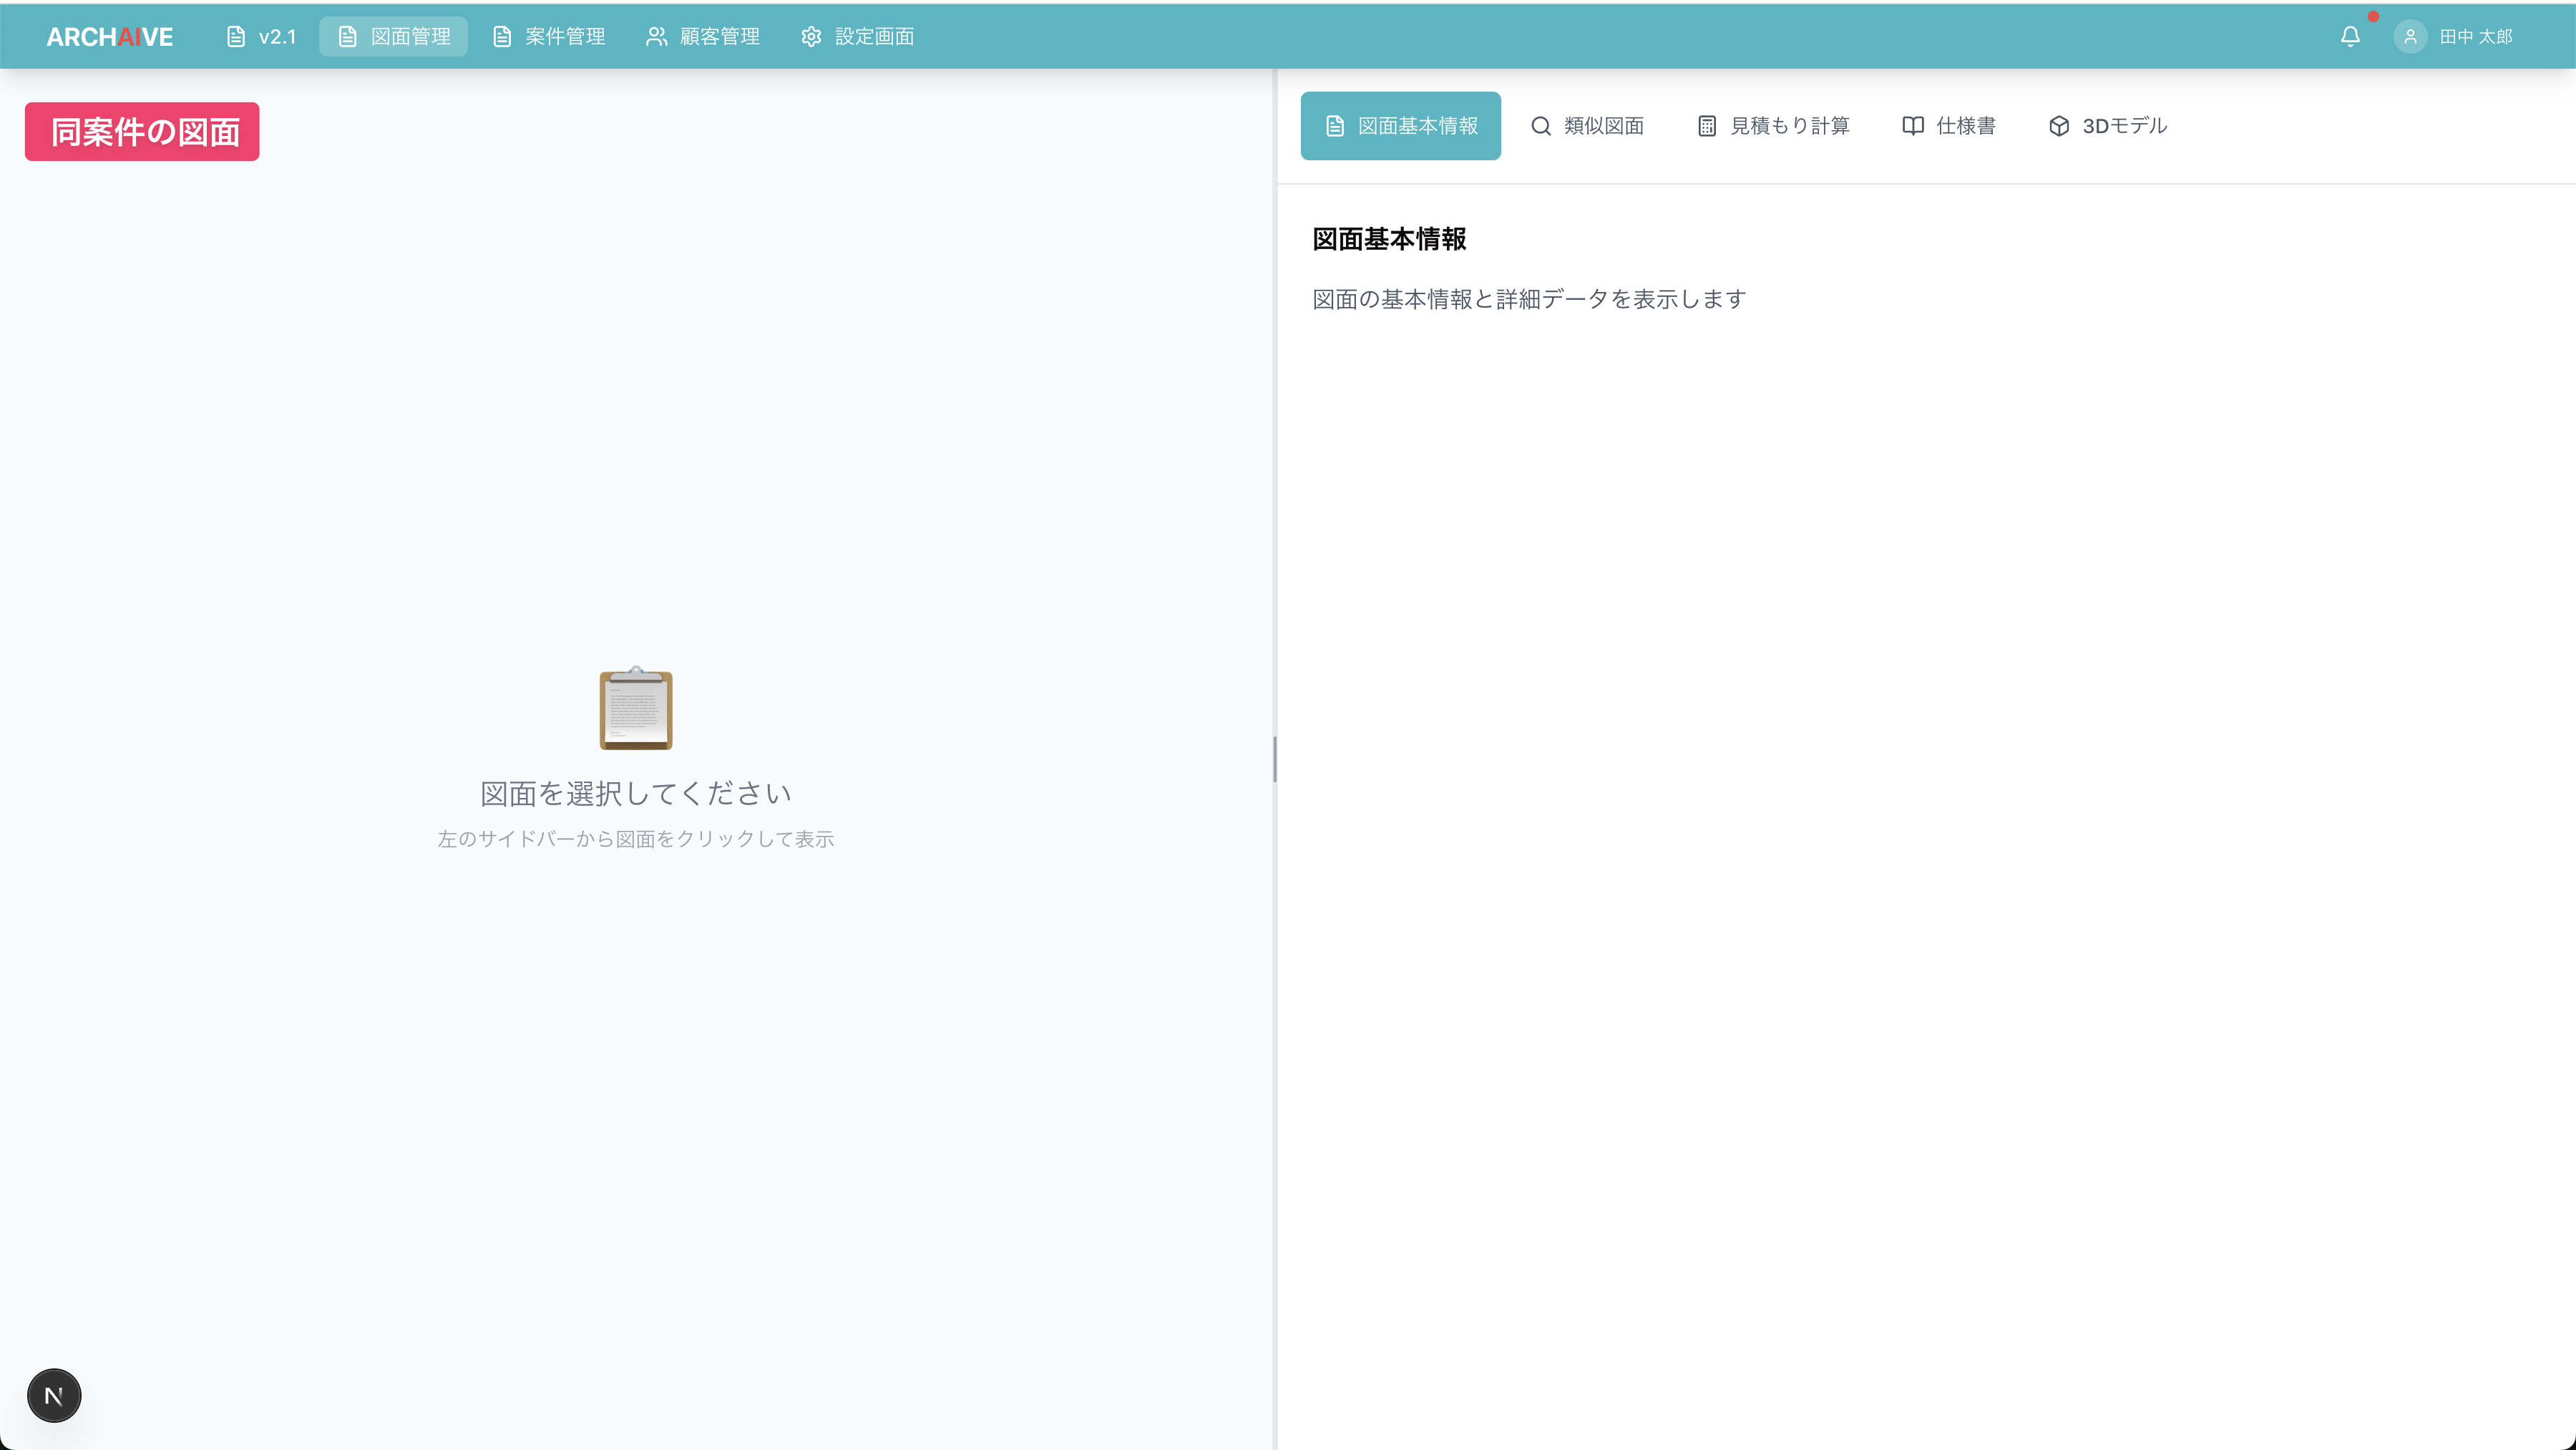 ARCHAIVE v2.1 図面管理 案件管理 顧客管理 設定画面 田中 太郎
同案件の図面
図面基本情報 類似図面 見積もり計算 仕様書 3Dモデル
図面基本情報
図面の基本情報と詳細データを表示します
図面を選択してください
左のサイドバーから図面をクリックして表示
N